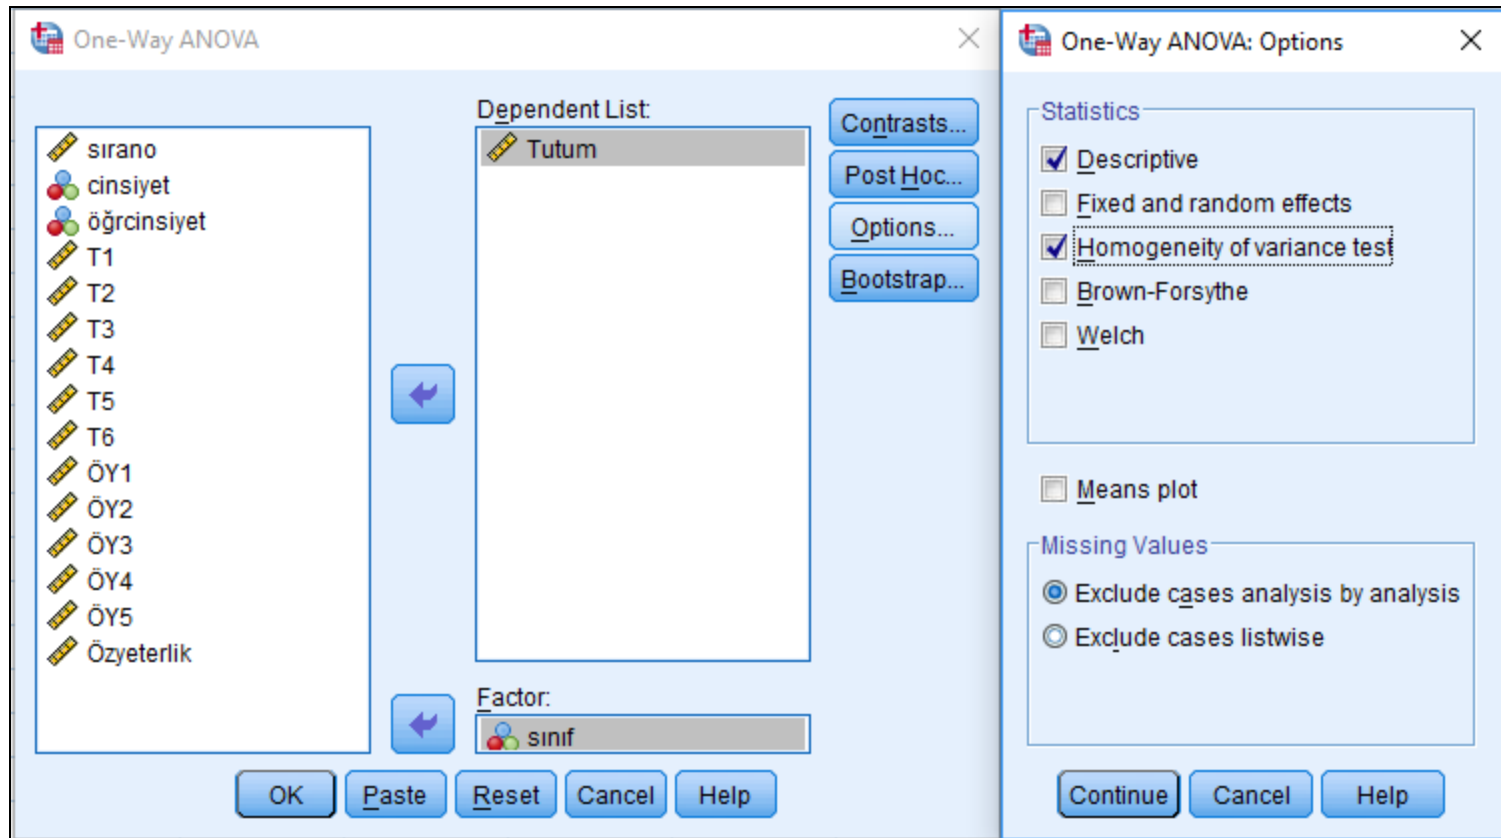 One-Way ANOVA
Dependent List:
sırano
cinsiyet
öğrcinsiyet
T1
T2
T3
T4
T5
T6
ÖY1
ÖY2
ÖY3
ÖY4
ÖY5
Özyeterlik
Tutum
Factor:
sınıf
Contrasts...
Post Hoc...
Options...
Bootstrap...
OK
Paste
Reset
Cancel
Help
One-Way ANOVA: Options
Statistics
Descriptive
Fixed and random effects
Homogeneity of variance test
Brown-Forsythe
Welch
Means plot
Missing Values
Exclude cases analysis by analysis
Exclude cases listwise
Continue
Cancel
Help